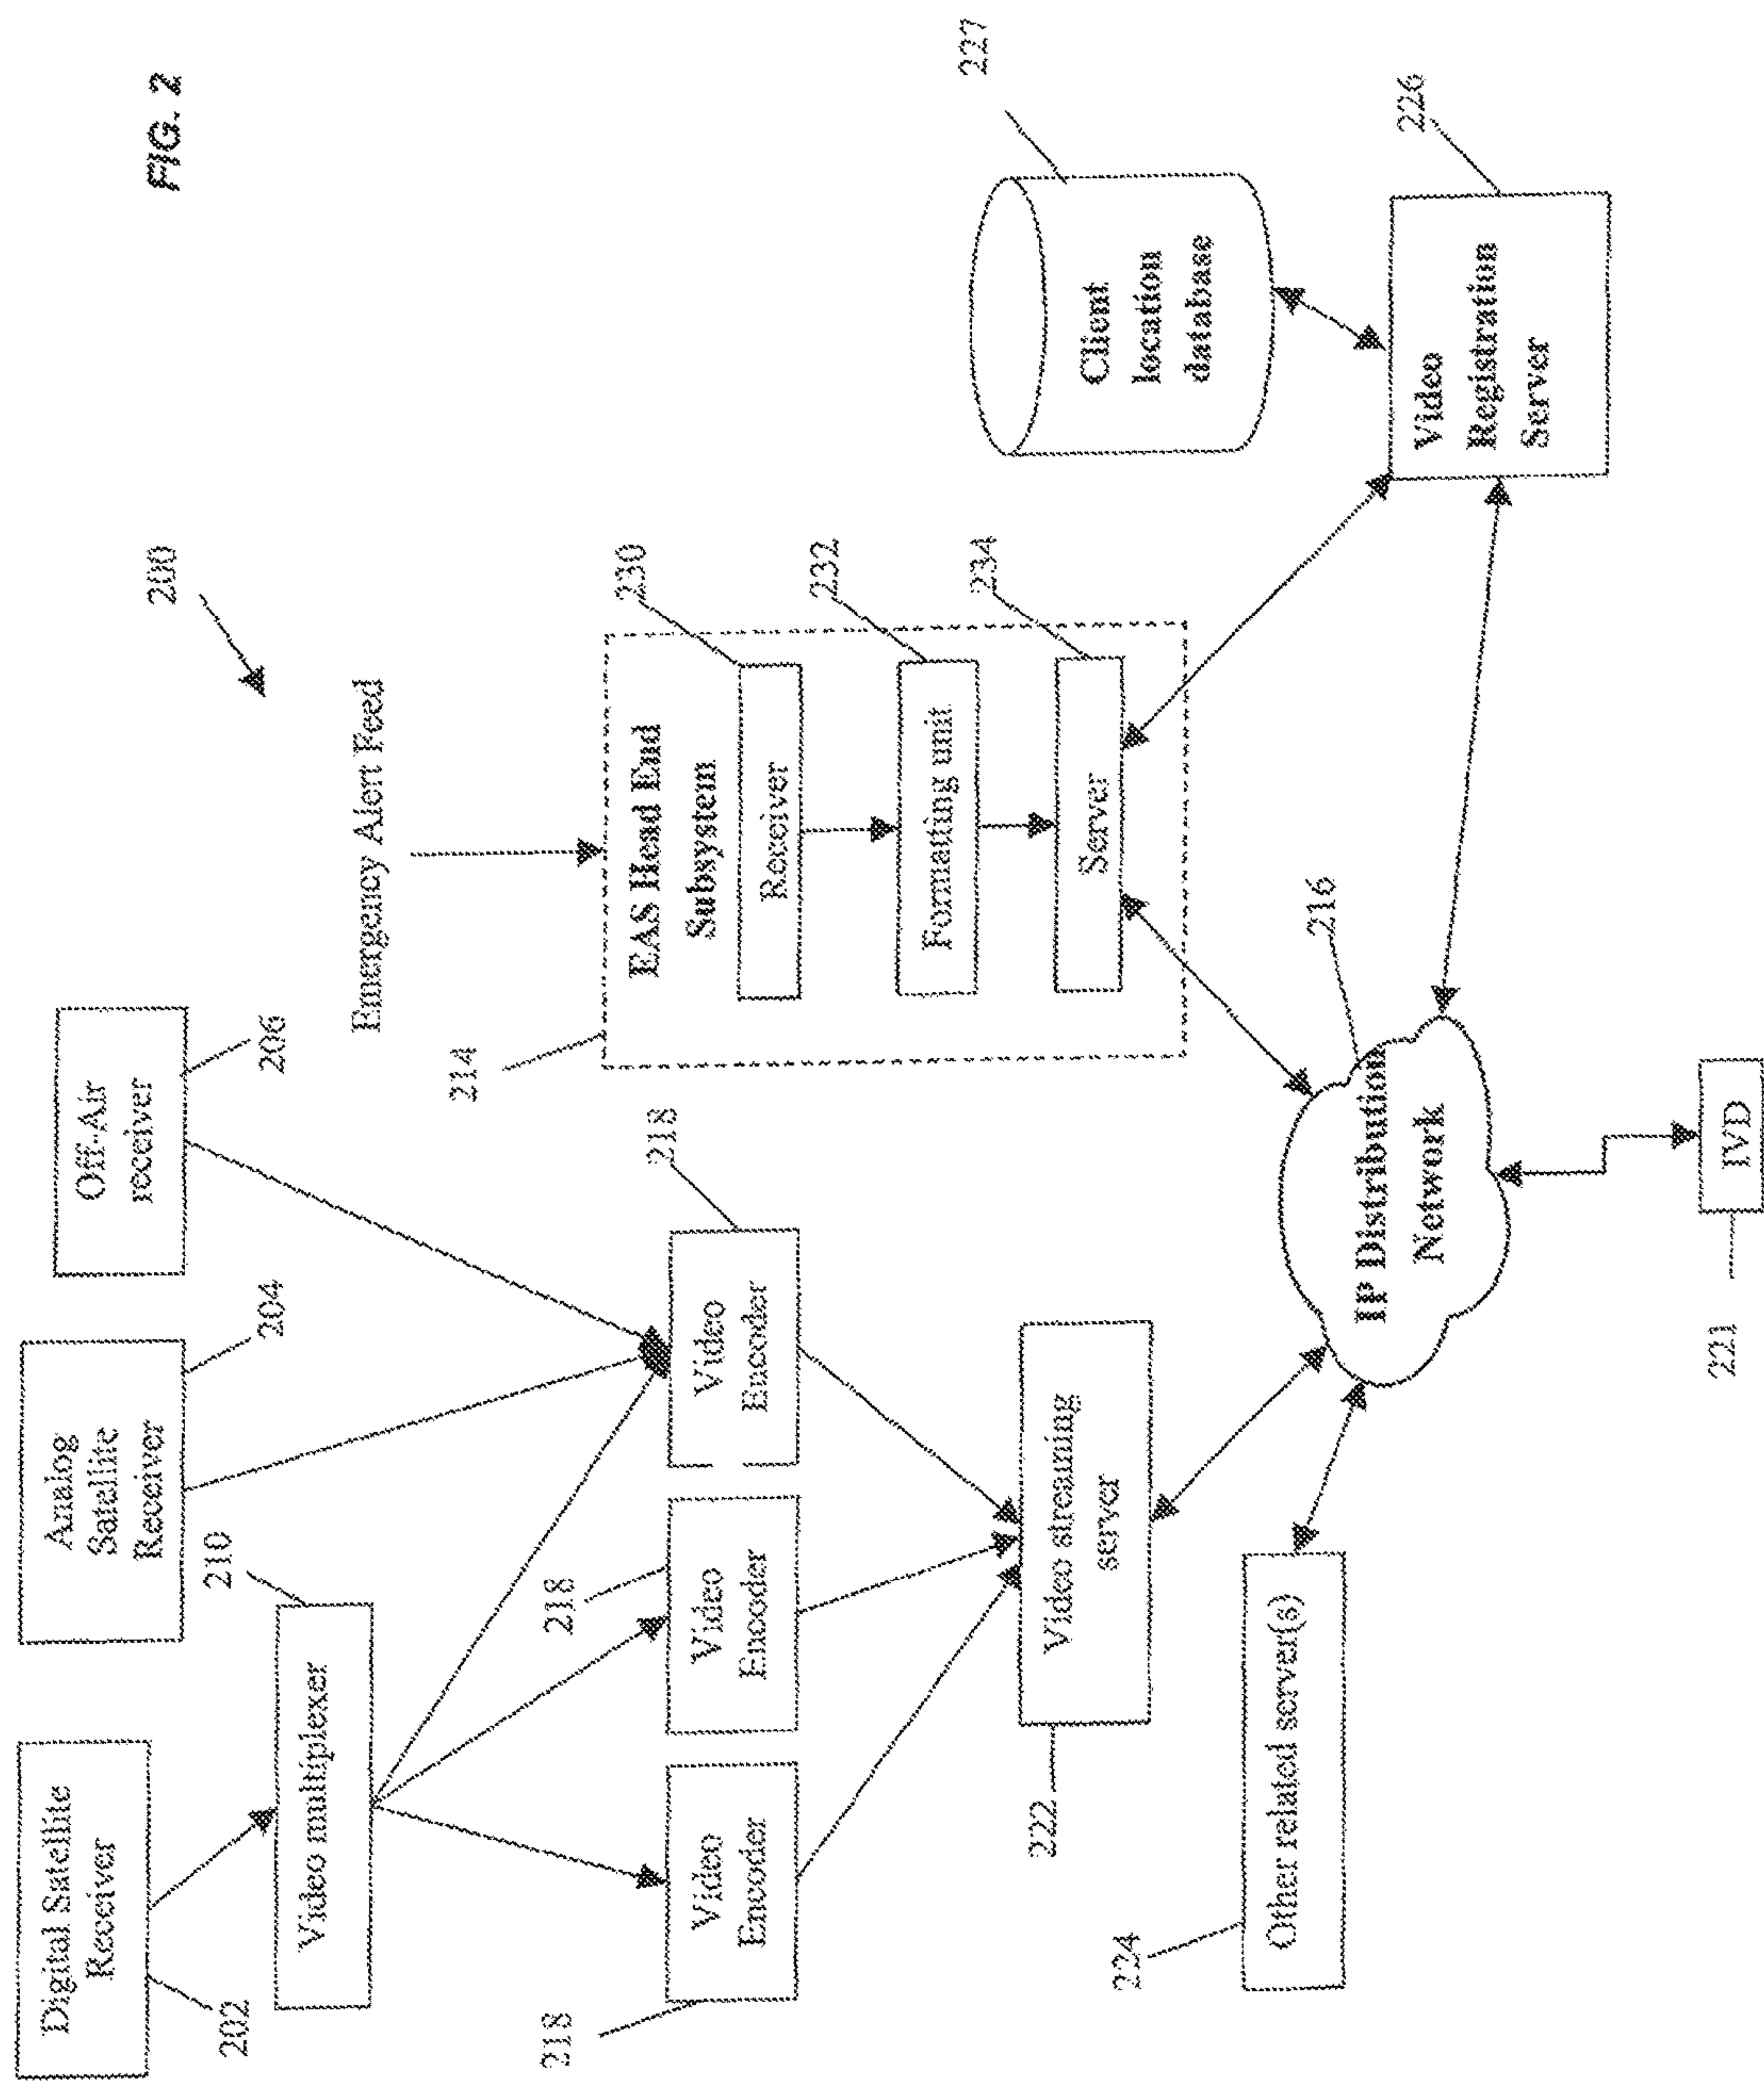 FIG. 2
200
Digital Satellite
Receiver
202
Analog
Satellite
Receiver
204
Off-Air
receiver
206
Video multiplexer
210
Emergency Alert Feed
214
EAS Head End
Subsystem
Receiver
230
Formatting unit
232
Server
234
Video
Encoder
218
Video
Encoder
218
Video
Encoder
218
Video streaming
server
222
Other related server(s)
224
IP Distribution
Network
216
IVD
221
Client
location
database
227
Video
Registration
Server
226